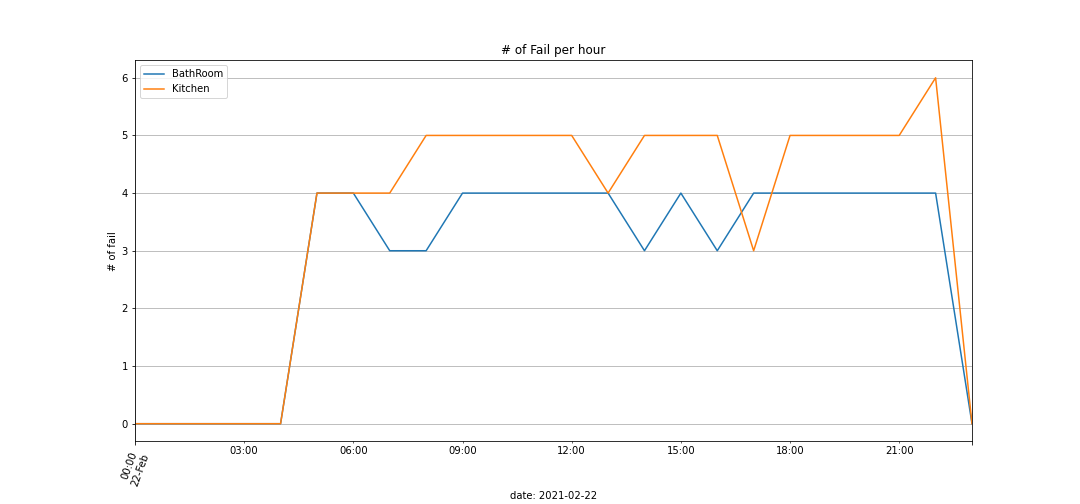 # of Fail per hour
BathRoom
Kitchen
6
5
4
3
2
1
0
# of fail
00:00
22-Feb
03:00
06:00
09:00
12:00
15:00
18:00
21:00
date: 2021-02-22